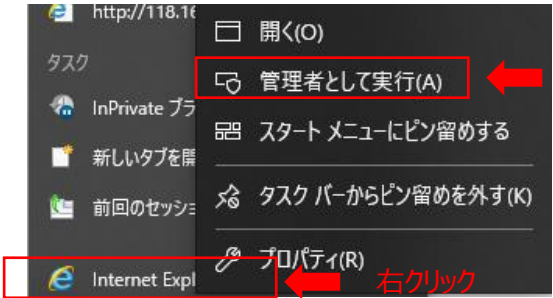 http://118.16
タスク
InPrivate ブラ
新しいタブを開
前回のセッショ
Internet Expl
開く(O)
管理者として実行(A)
スタート メニューにピン留めする
タスク バーからピン留めを外す(K)
プロパティ(R)
右クリック